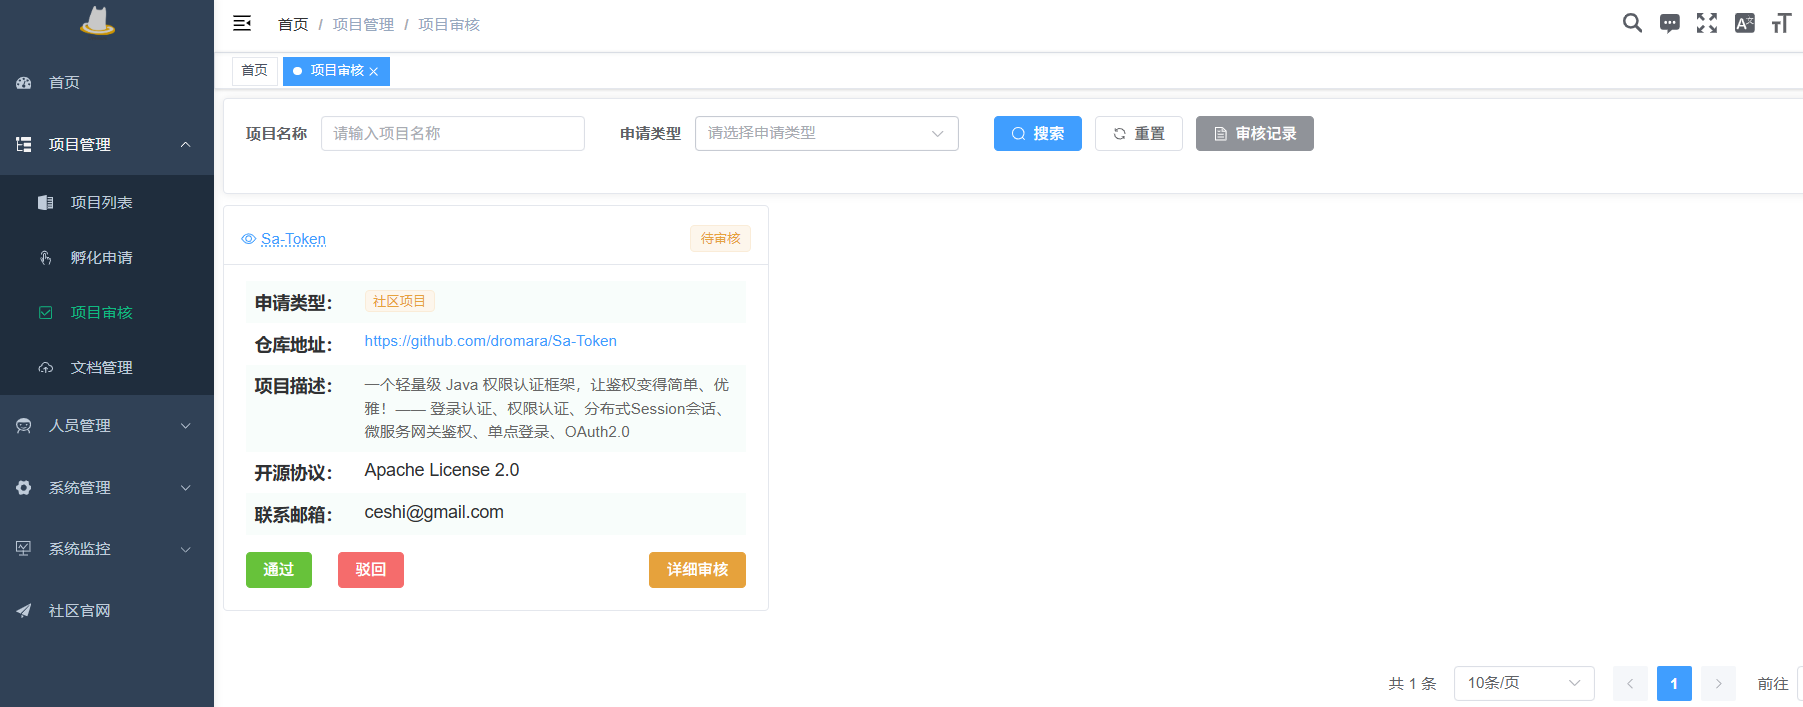 首页 / 项目管理 / 项目审核
首页
项目管理
项目列表
孵化申请
项目审核
文档管理
人员管理
系统管理
系统监控
社区官网
首页
项目审核
项目名称 请输入项目名称 申请类型 请选择申请类型 搜索 重置 审核记录
Sa-Token 待审核
申请类型： 社区项目
仓库地址： https://github.com/dromara/Sa-Token
项目描述： 一个轻量级 Java 权限认证框架，让鉴权变得简单、优
雅！—— 登录认证、权限认证、分布式Session会话、
微服务网关鉴权、单点登录、OAuth2.0
开源协议： Apache License 2.0
联系邮箱： ceshi@gmail.com
通过 驳回 详细审核
共 1 条 10条/页 1 前往